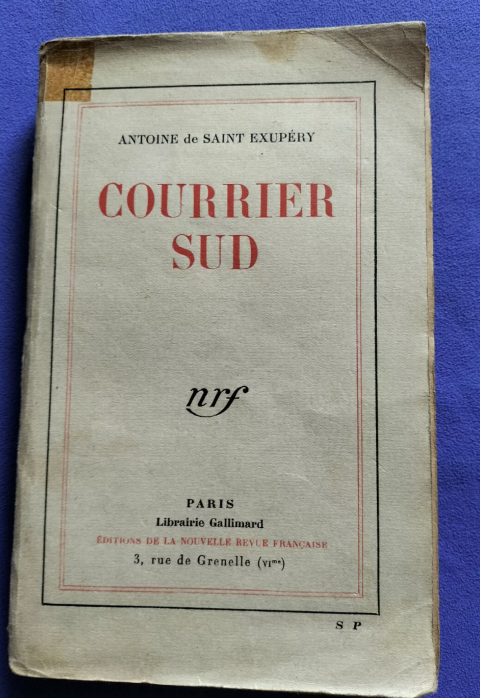 ANTOINE de SAINT EXUPÉRY
COURRIER
SUD
nrf
PARIS
Librairie Gallimard
ÉDITIONS DE LA NOUVELLE REVUE FRANÇAISE
3, rue de Grenelle (VIme)
S P